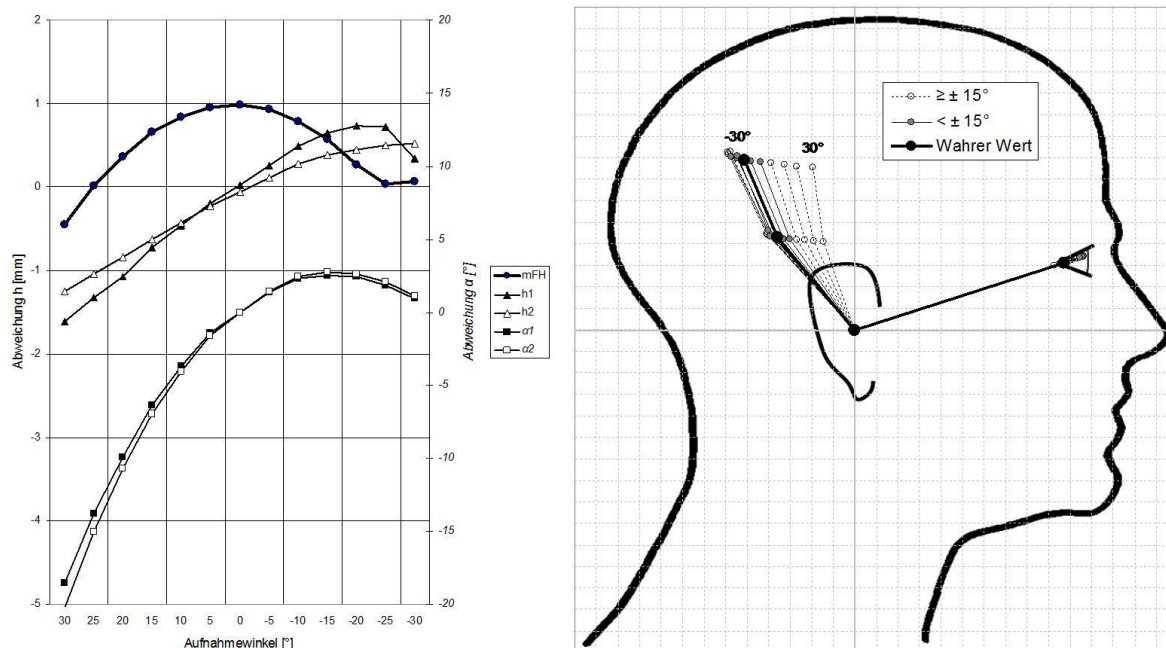 2
1
0
-1
-2
-3
-4
-5
Abweichung h [mm]
20
15
10
5
0
-5
-10
-15
-20
Abweichung α [°]
30 25 20 15 10 5 0 -5 -10 -15 -20 -25 -30
Aufnahmewinkel [°]
mFH
h1
h2
α1
α2
≥ ± 15°
< ± 15°
Wahrer Wert
-30°
30°